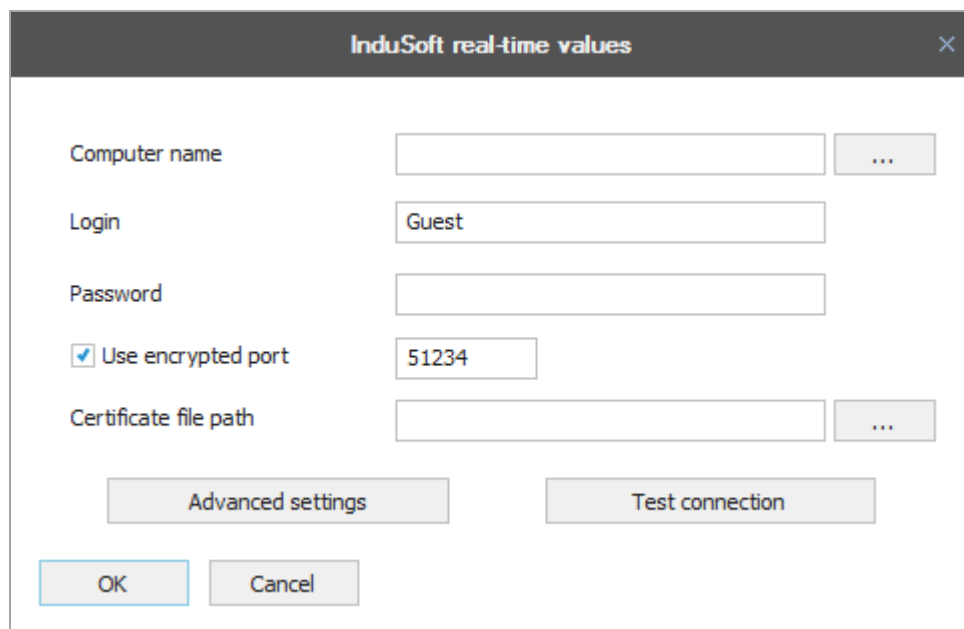 InduSoft real-time values
Computer name ...
Login Guest
Password
Use encrypted port 51234
Certificate file path ...
Advanced settings Test connection
OK Cancel